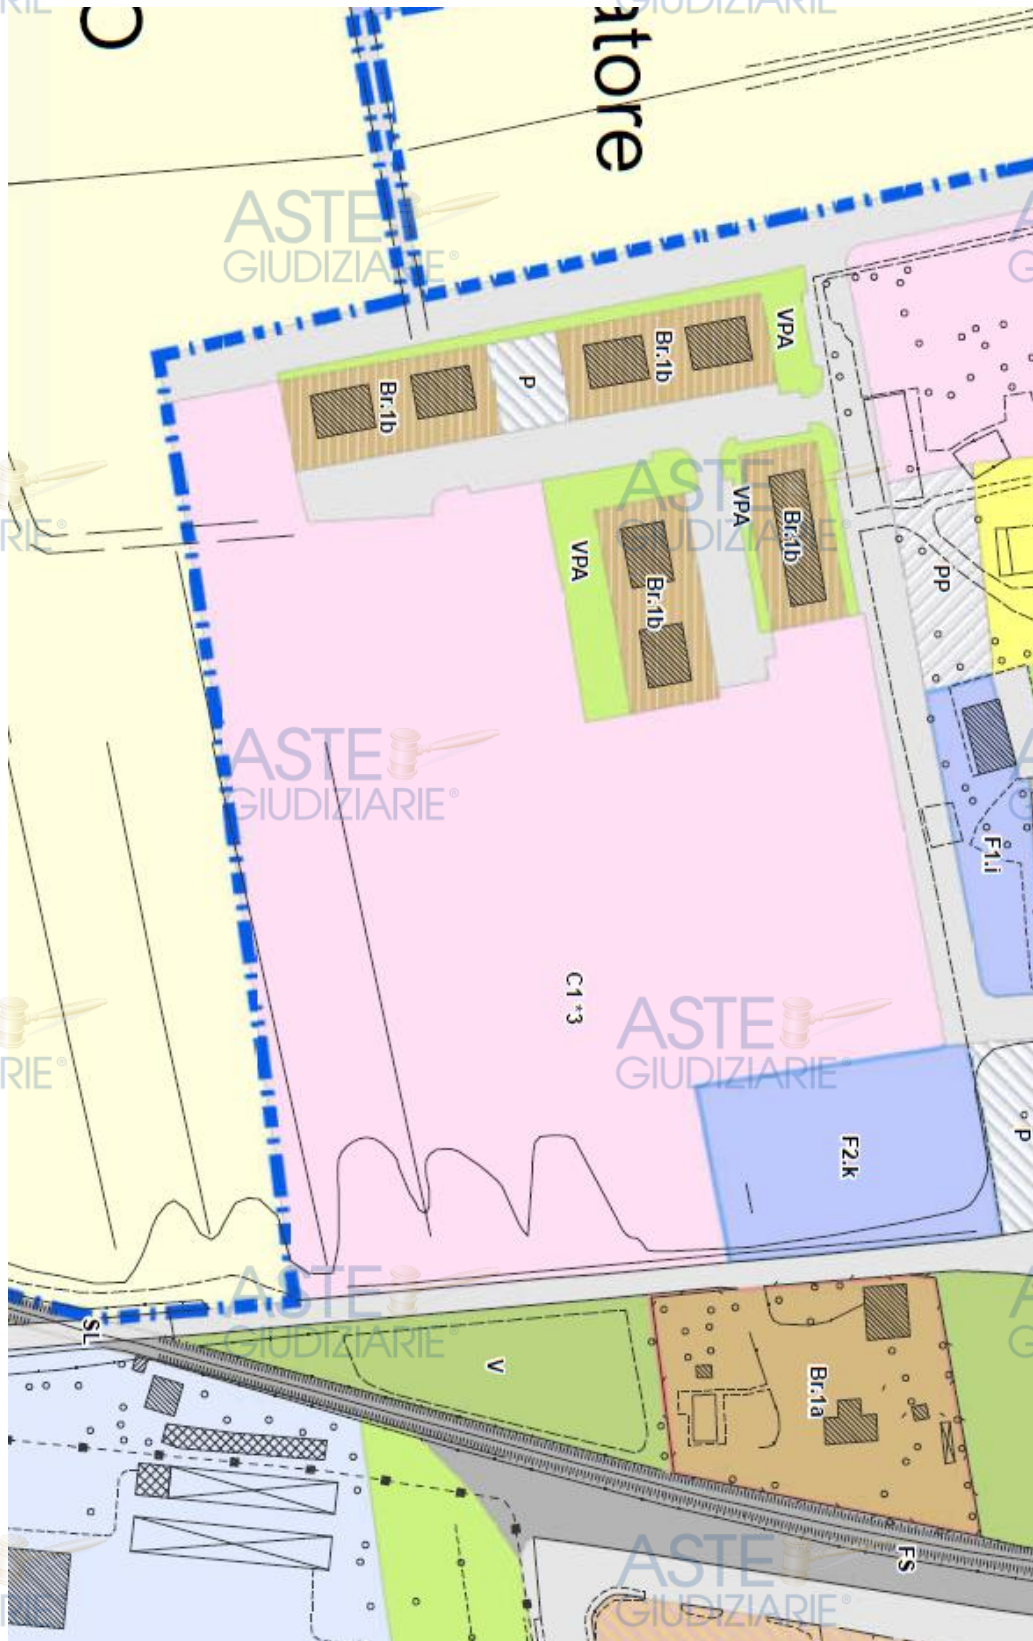 O
atore
VPA
Br.1b
Br.1b
P
VPA
Br.1b
VPA
Br.1b
PP
F1.i
C1 *3
F2.k
P
SL
V
Br.1a
FS
ASTE
GIUDIZIARIE®
ASTE
GIUDIZIARIE®
ASTE
GIUDIZIARIE®
ASTE
GIUDIZIARIE®
ASTE
GIUDIZIARIE®
ASTE
GIUDIZIARIE®